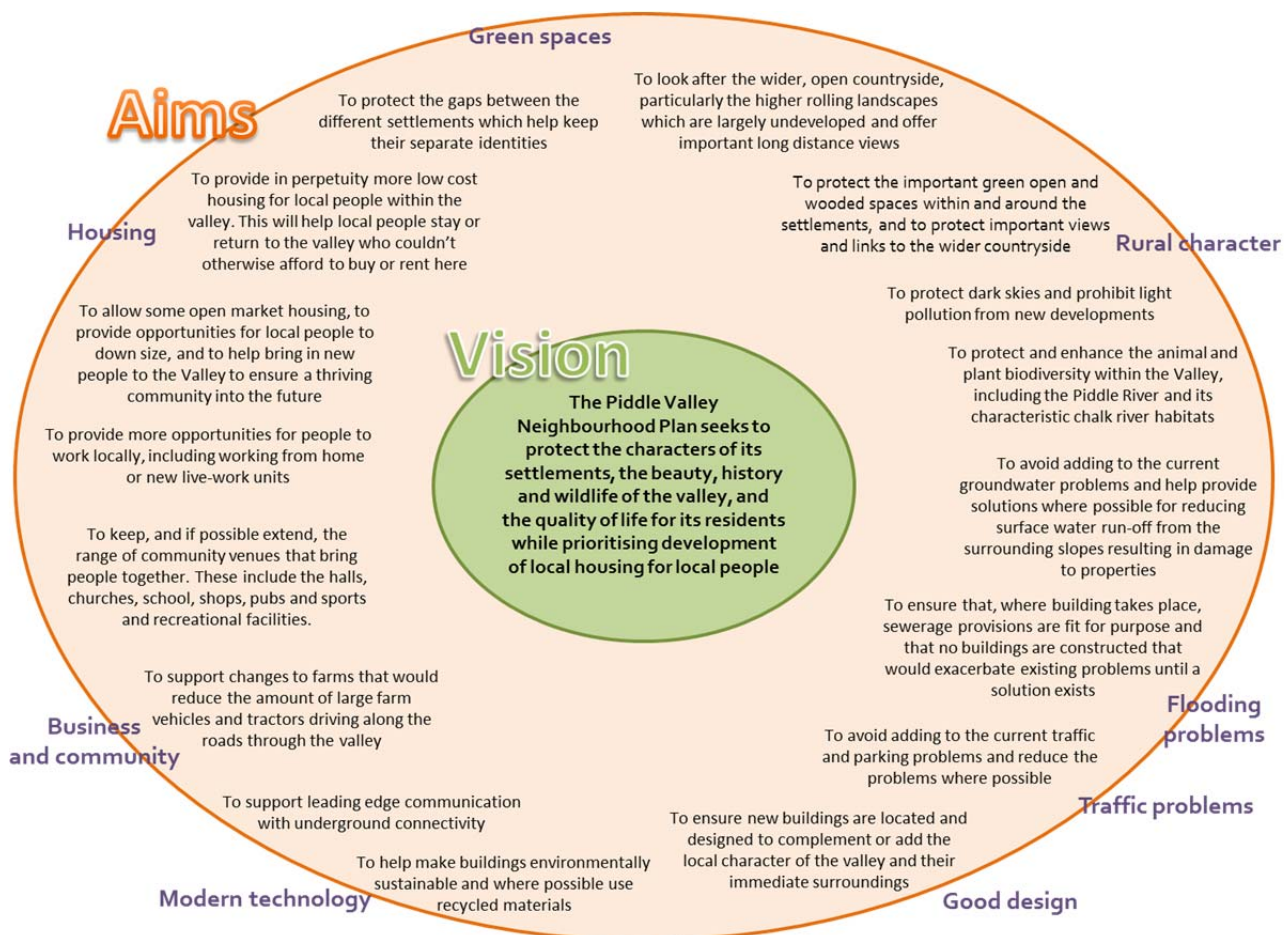 Green spaces
Aims
To protect the gaps between the
different settlements which help keep
their separate identities
To look after the wider, open countryside,
particularly the higher rolling landscapes
which are largely undeveloped and offer
important long distance views
To provide in perpetuity more low cost
housing for local people within the
valley. This will help local people stay or
return to the valley who couldn't
otherwise afford to buy or rent here
Housing
To protect the important green open and
wooded spaces within and around the
settlements, and to protect important views
and links to the wider countryside
Rural character
To allow some open market housing, to
provide opportunities for local people to
down size, and to help bring in new
people to the Valley to ensure a thriving
community into the future
To protect dark skies and prohibit light
pollution from new developments
Vision
The Piddle Valley
Neighbourhood Plan seeks to
protect the characters of its
settlements, the beauty, history
and wildlife of the valley, and
the quality of life for its residents
while prioritising development
of local housing for local people
To protect and enhance the animal and
plant biodiversity within the Valley,
including the Piddle River and its
characteristic chalk river habitats
To provide more opportunities for people to
work locally, including working from home
or new live-work units
To avoid adding to the current
groundwater problems and help provide
solutions where possible for reducing
surface water run-off from the
surrounding slopes resulting in damage
to properties
To keep, and if possible extend, the
range of community venues that bring
people together. These include the halls,
churches, school, shops, pubs and sports
and recreational facilities.
To ensure that, where building takes place,
sewerage provisions are fit for purpose and
that no buildings are constructed that
would exacerbate existing problems until a
solution exists
To support changes to farms that would
reduce the amount of large farm
vehicles and tractors driving along the
roads through the valley
Business
and community
Flooding
problems
To avoid adding to the current traffic
and parking problems and reduce the
problems where possible
Traffic problems
To support leading edge communication
with underground connectivity
To ensure new buildings are located and
designed to complement or add the
local character of the valley and their
immediate surroundings
To help make buildings environmentally
sustainable and where possible use
recycled materials
Modern technology
Good design